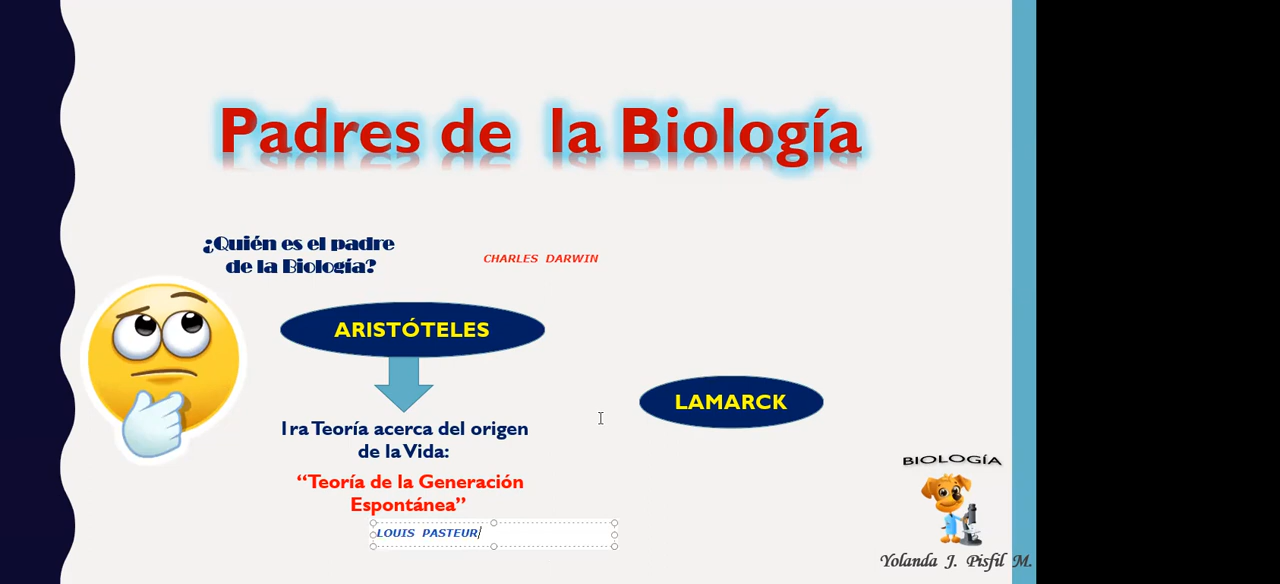 Padres de la Biología
¿Quién es el padre
de la Biología?
CHARLES DARWIN
ARISTÓTELES
LAMARCK
1ra Teoría acerca del origen
de la Vida:
“Teoría de la Generación
Espontánea”
LOUIS PASTEUR
BIOLOGÍA
Yolanda J. Pisfil M.